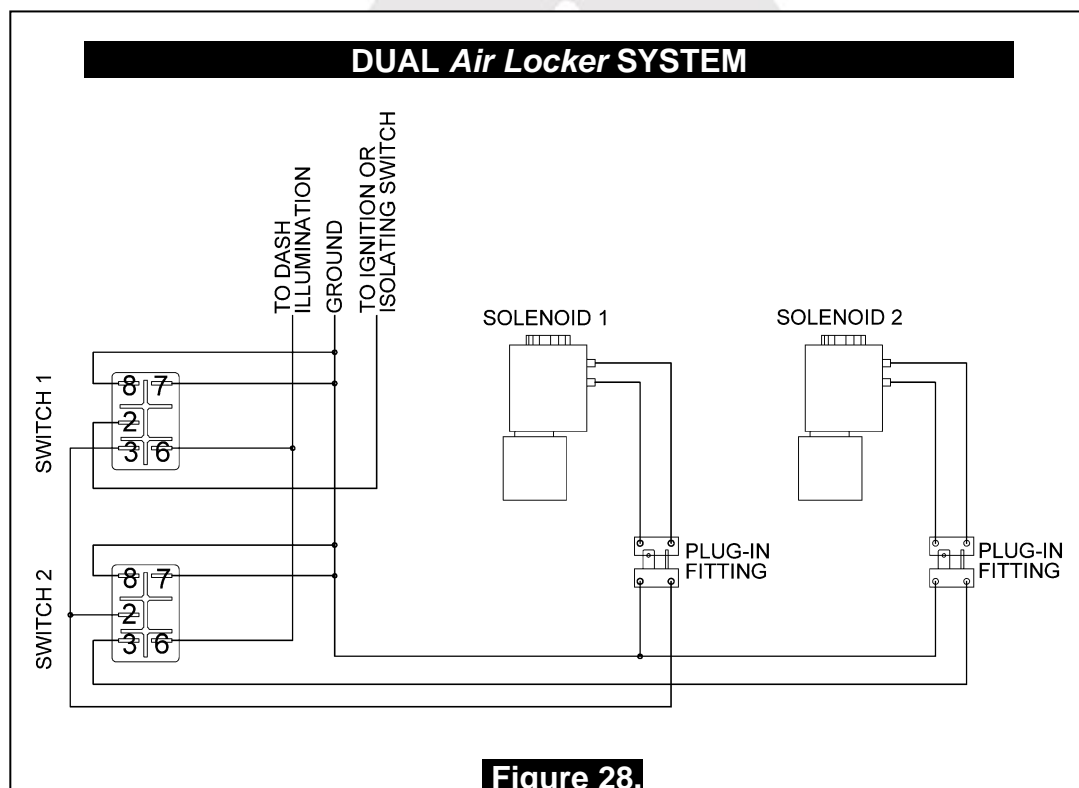 DUAL Air Locker SYSTEM
TO DASH
ILLUMINATION
GROUND
TO IGNITION OR
ISOLATING SWITCH
SOLENOID 1
SOLENOID 2
SWITCH 1
8 7
2
3 6
PLUG-IN
FITTING
PLUG-IN
FITTING
SWITCH 2
8 7
2
3 6
Figure 28.